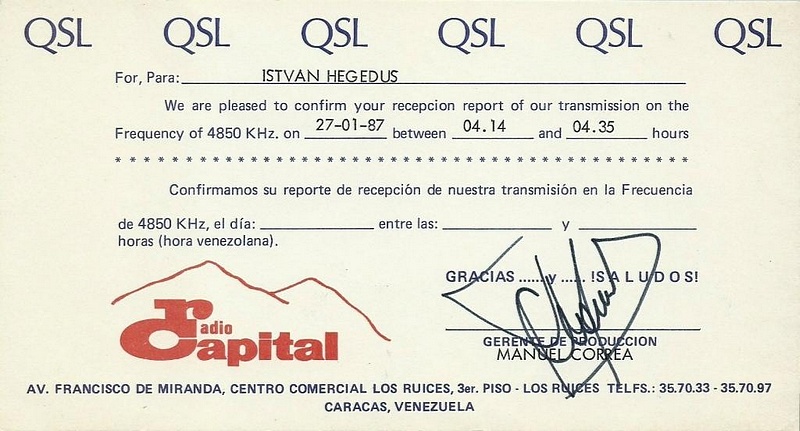 QSL QSL QSL QSL QSL QSL
For, Para: ISTVAN HEGEDUS
We are pleased to confirm your recepcion report of our transmission on the
Frequency of 4850 KHz. on 27-01-87 between 04.14 and 04.35 hours
* * * * * * * * * * * * * * * * * * * * * * * * * * * * * * * * * * * * * * * * *
Confirmamos su reporte de recepción de nuestra transmisión en la Frecuencia
de 4850 KHz, el día: ____ entre las: ____ y ____
horas (hora venezolana).
GRACIAS ...... y ..... !SALUDOS!
radio
Capital
GERENTE DE PRODUCCION
MANUEL CORREA
AV. FRANCISCO DE MIRANDA, CENTRO COMERCIAL LOS RUICES, 3er. PISO - LOS RUICES TELFS.: 35.70.33 - 35.70.97
CARACAS, VENEZUELA